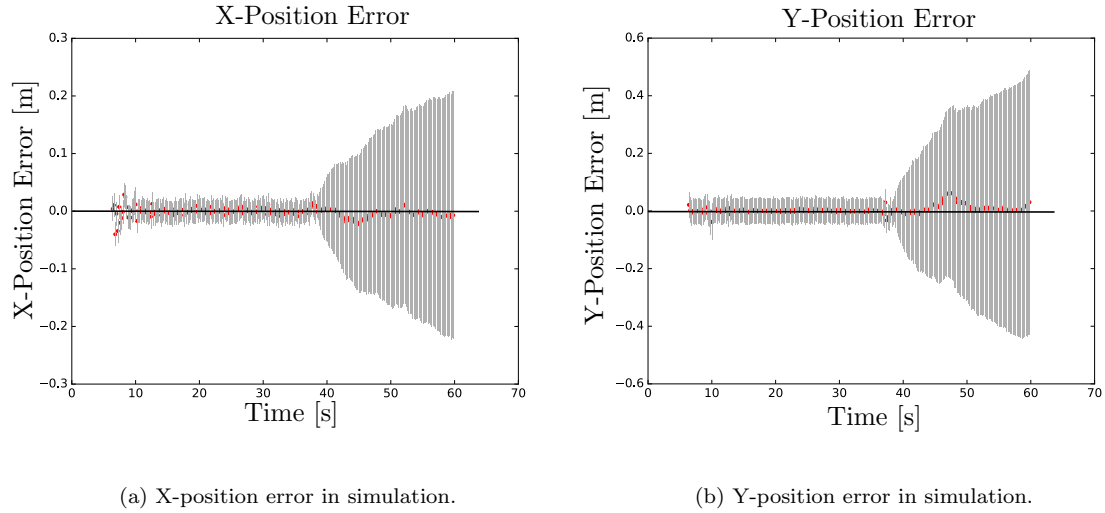 X-Position Error
0.3
0.2
0.1
0.0
−0.1
−0.2
−0.3
X-Position Error [m]
0 10 20 30 40 50 60 70
Time [s]
(a) X-position error in simulation.
Y-Position Error
0.6
0.4
0.2
0.0
−0.2
−0.4
−0.6
Y-Position Error [m]
0 10 20 30 40 50 60 70
Time [s]
(b) Y-position error in simulation.